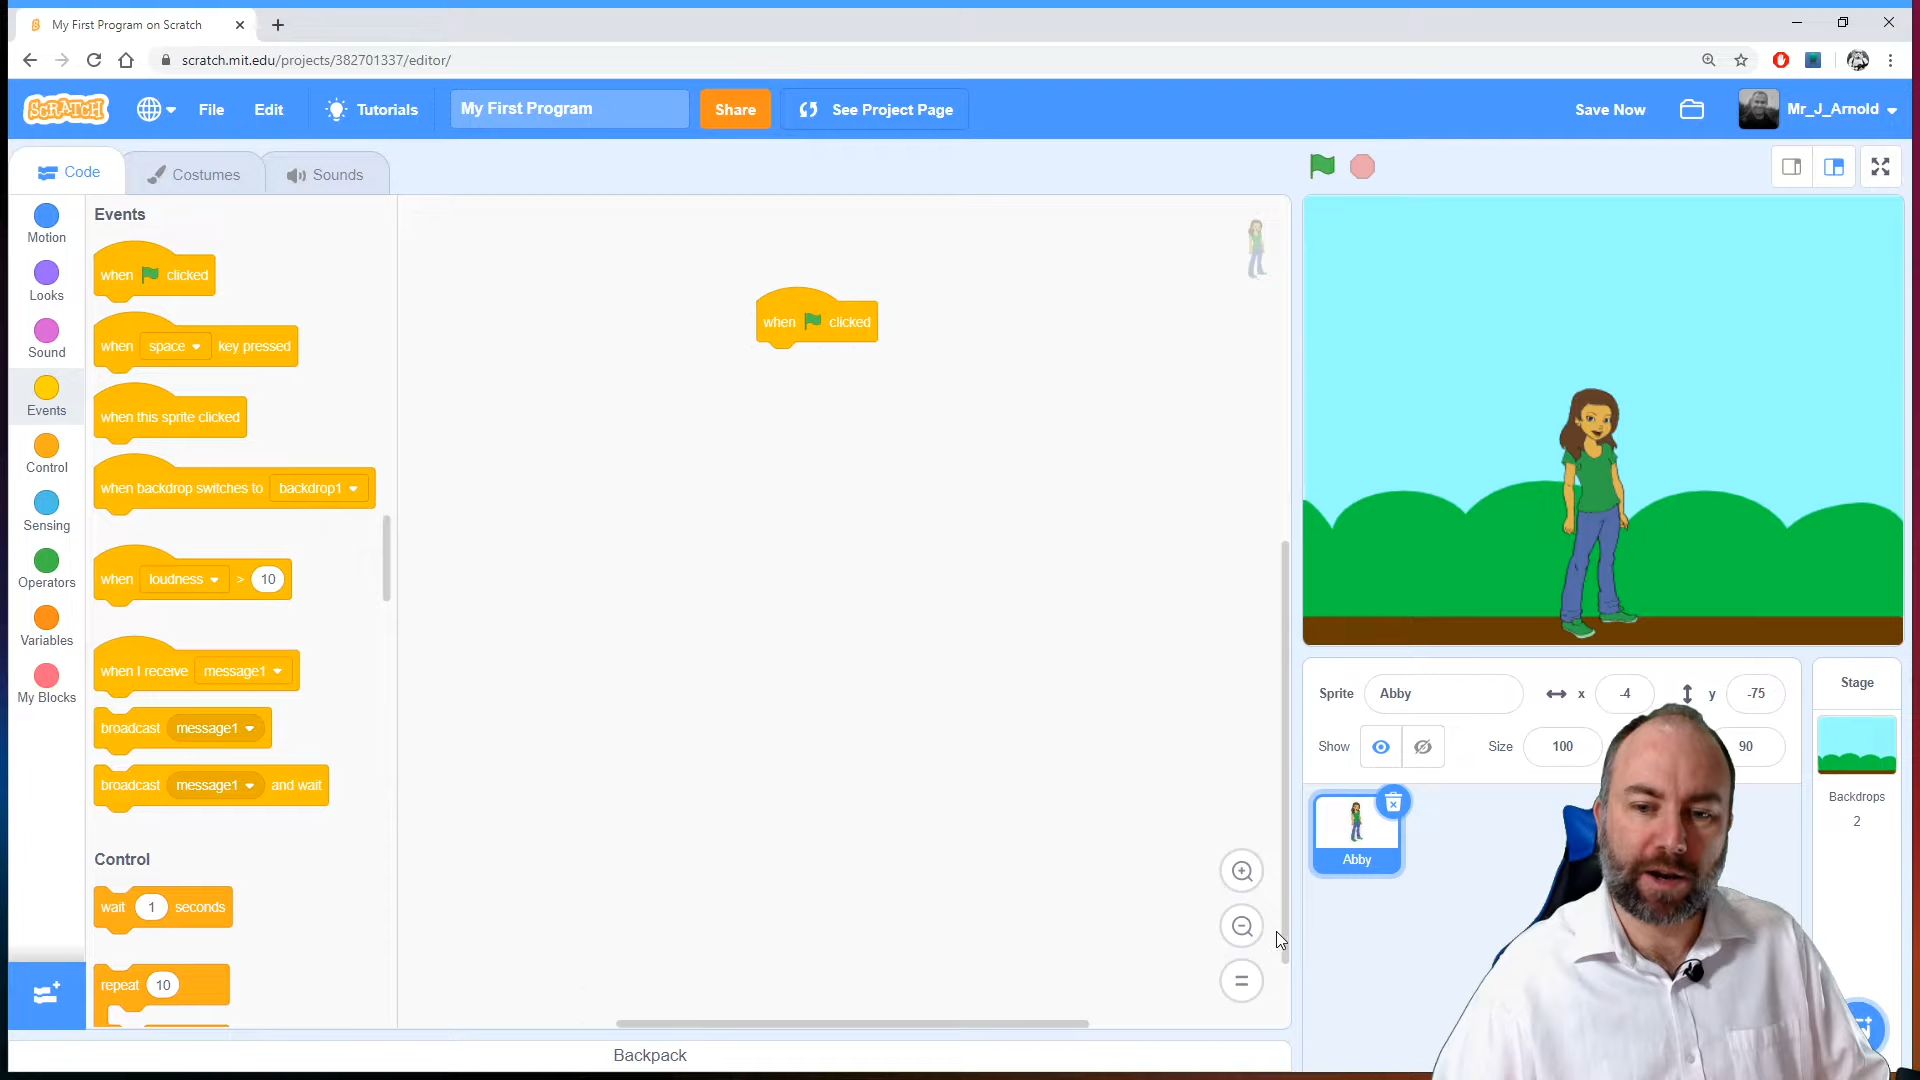 My First Program on Scratch
scratch.mit.edu/projects/382701337/editor/
SCRATCH File Edit Tutorials My First Program Share See Project Page Save Now Mr_J_Arnold
Code Costumes Sounds
Motion
Looks
Sound
Events
Control
Sensing
Operators
Variables
My Blocks
Events
when clicked
when space key pressed
when this sprite clicked
when backdrop switches to backdrop1
when loudness > 10
when I receive message1
broadcast message1
broadcast message1 and wait
Control
wait 1 seconds
repeat 10
when clicked
Backpack
Sprite Abby x -4 y -75
Show Size 100 90
Abby
Stage
Backdrops
2